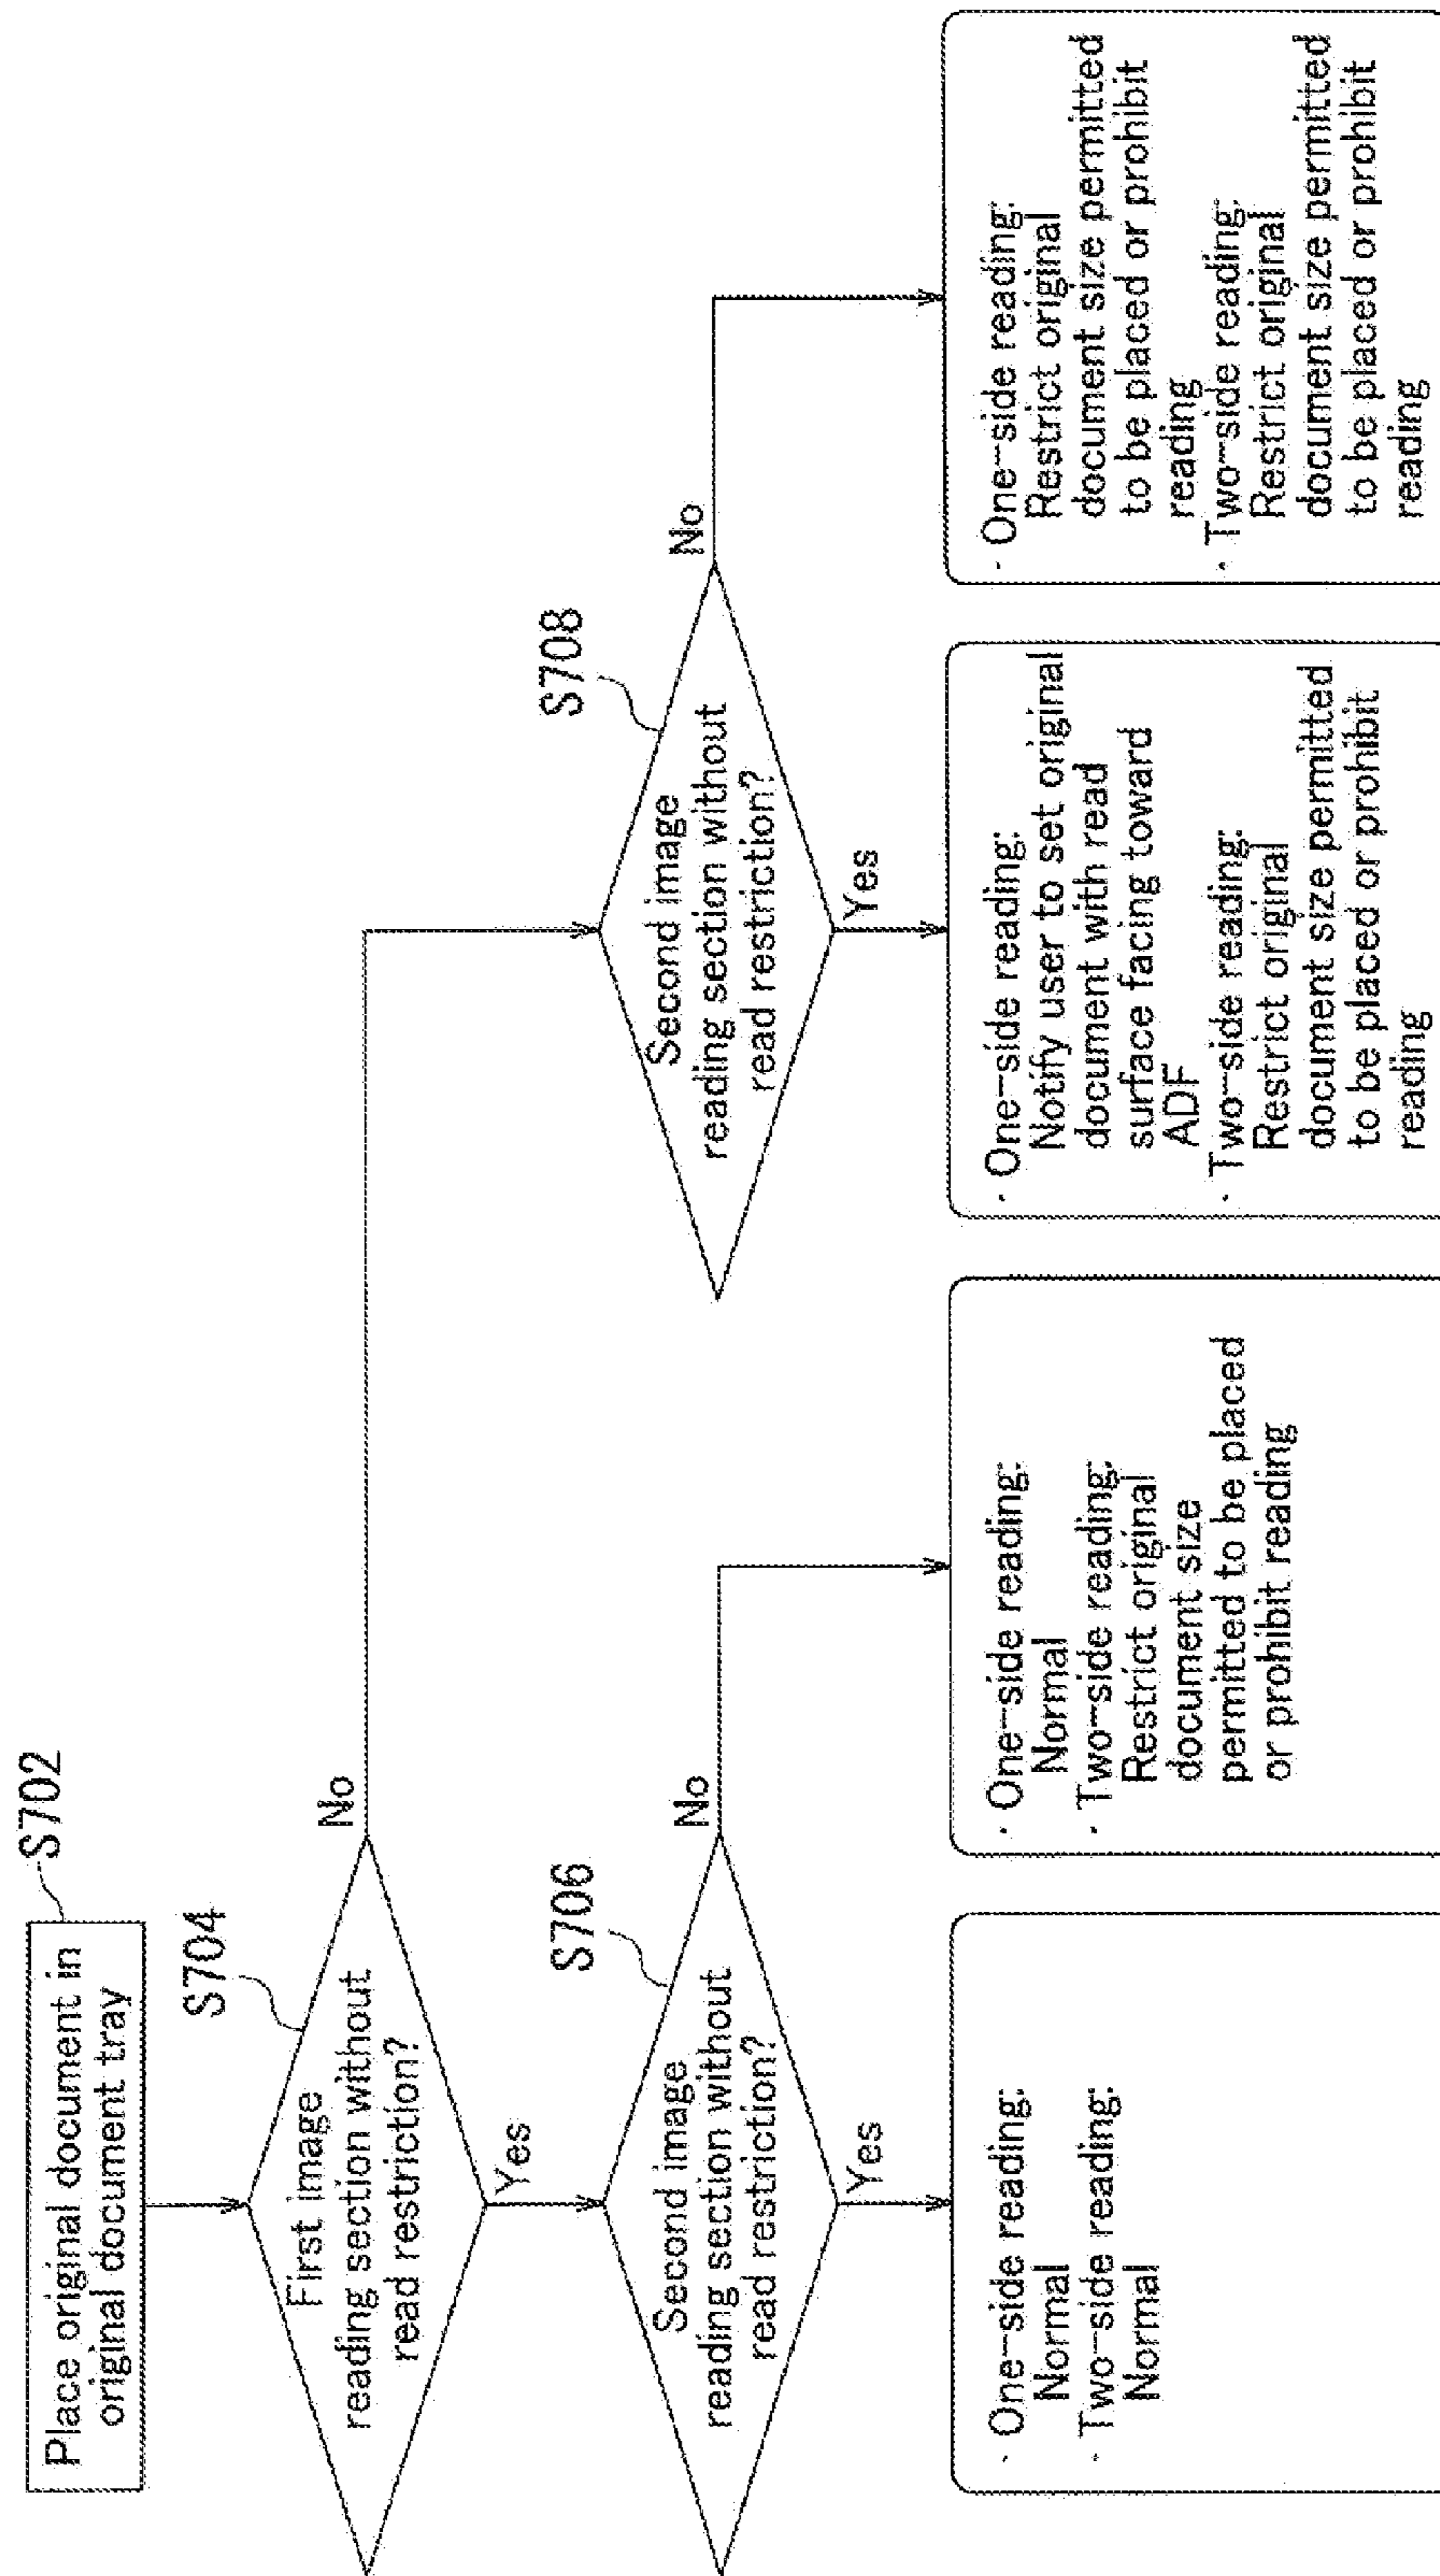 Place original document in
original document tray
S702
S704
First image
reading section without
read restriction?
No
Yes
S706
Second image
reading section without
read restriction?
No
Yes
S708
Second image
reading section without
read restriction?
No
Yes
· One-side reading:
Normal
· Two-side reading:
Normal
· One-side reading:
Normal
· Two-side reading:
Restrict original
document size
permitted to be placed
or prohibit reading
· One-side reading:
Notify user to set original
document with read
surface facing toward
ADF
· Two-side reading:
Restrict original
document size permitted
to be placed or prohibit
reading
· One-side reading:
Restrict original
document size permitted
to be placed or prohibit
reading
· Two-side reading:
Restrict original
document size permitted
to be placed or prohibit
reading